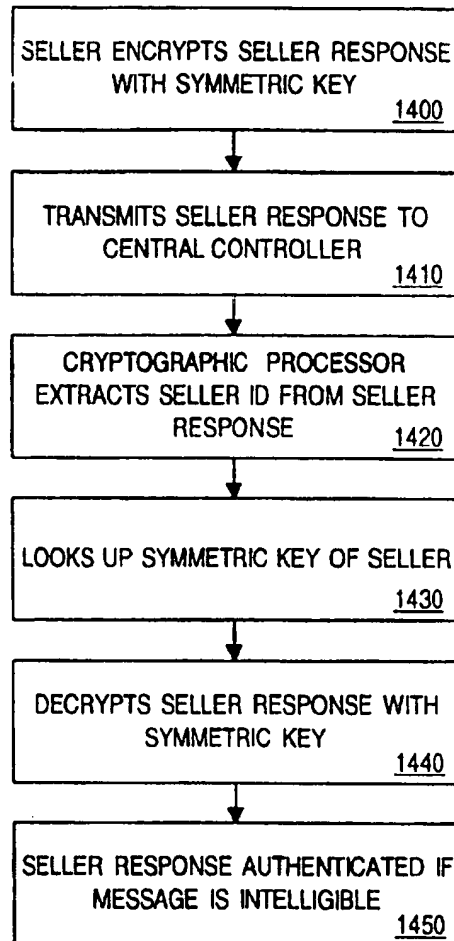 SELLER ENCRYPTS SELLER RESPONSE
WITH SYMMETRIC KEY
1400
TRANSMITS SELLER RESPONSE TO
CENTRAL CONTROLLER
1410
CRYPTOGRAPHIC PROCESSOR
EXTRACTS SELLER ID FROM SELLER
RESPONSE
1420
LOOKS UP SYMMETRIC KEY OF SELLER
1430
DECRYPTS SELLER RESPONSE WITH
SYMMETRIC KEY
1440
SELLER RESPONSE AUTHENTICATED IF
MESSAGE IS INTELLIGIBLE
1450